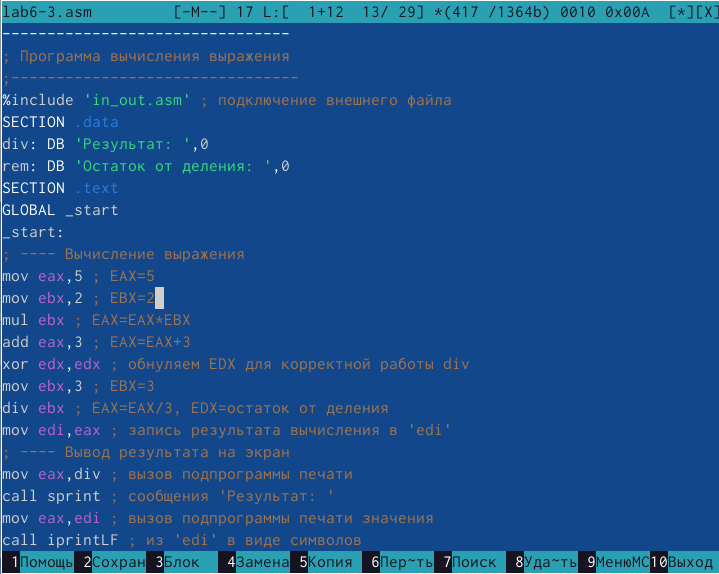 lab6-3.asm [-M--] 17 L:[ 1+12 13/ 29] *(417 /1364b) 0010 0x00A [*][X]
--------------------------------
; Программа вычисления выражения
;--------------------------------
%include 'in_out.asm' ; подключение внешнего файла
SECTION .data
div: DB 'Результат: ',0
rem: DB 'Остаток от деления: ',0
SECTION .text
GLOBAL _start
_start:
; ---- Вычисление выражения
mov eax,5 ; EAX=5
mov ebx,2 ; EBX=2
mul ebx ; EAX=EAX*EBX
add eax,3 ; EAX=EAX+3
xor edx,edx ; обнуляем EDX для корректной работы div
mov ebx,3 ; EBX=3
div ebx ; EAX=EAX/3, EDX=остаток от деления
mov edi,eax ; запись результата вычисления в 'edi'
; ---- Вывод результата на экран
mov eax,div ; вызов подпрограммы печати
call sprint ; сообщения 'Результат: '
mov eax,edi ; вызов подпрограммы печати значения
call iprintLF ; из 'edi' в виде символов
1Помощь 2Сохран 3Блок 4Замена 5Копия 6Пер~ть 7Поиск 8Уда~ть 9МенюМС 10Выход